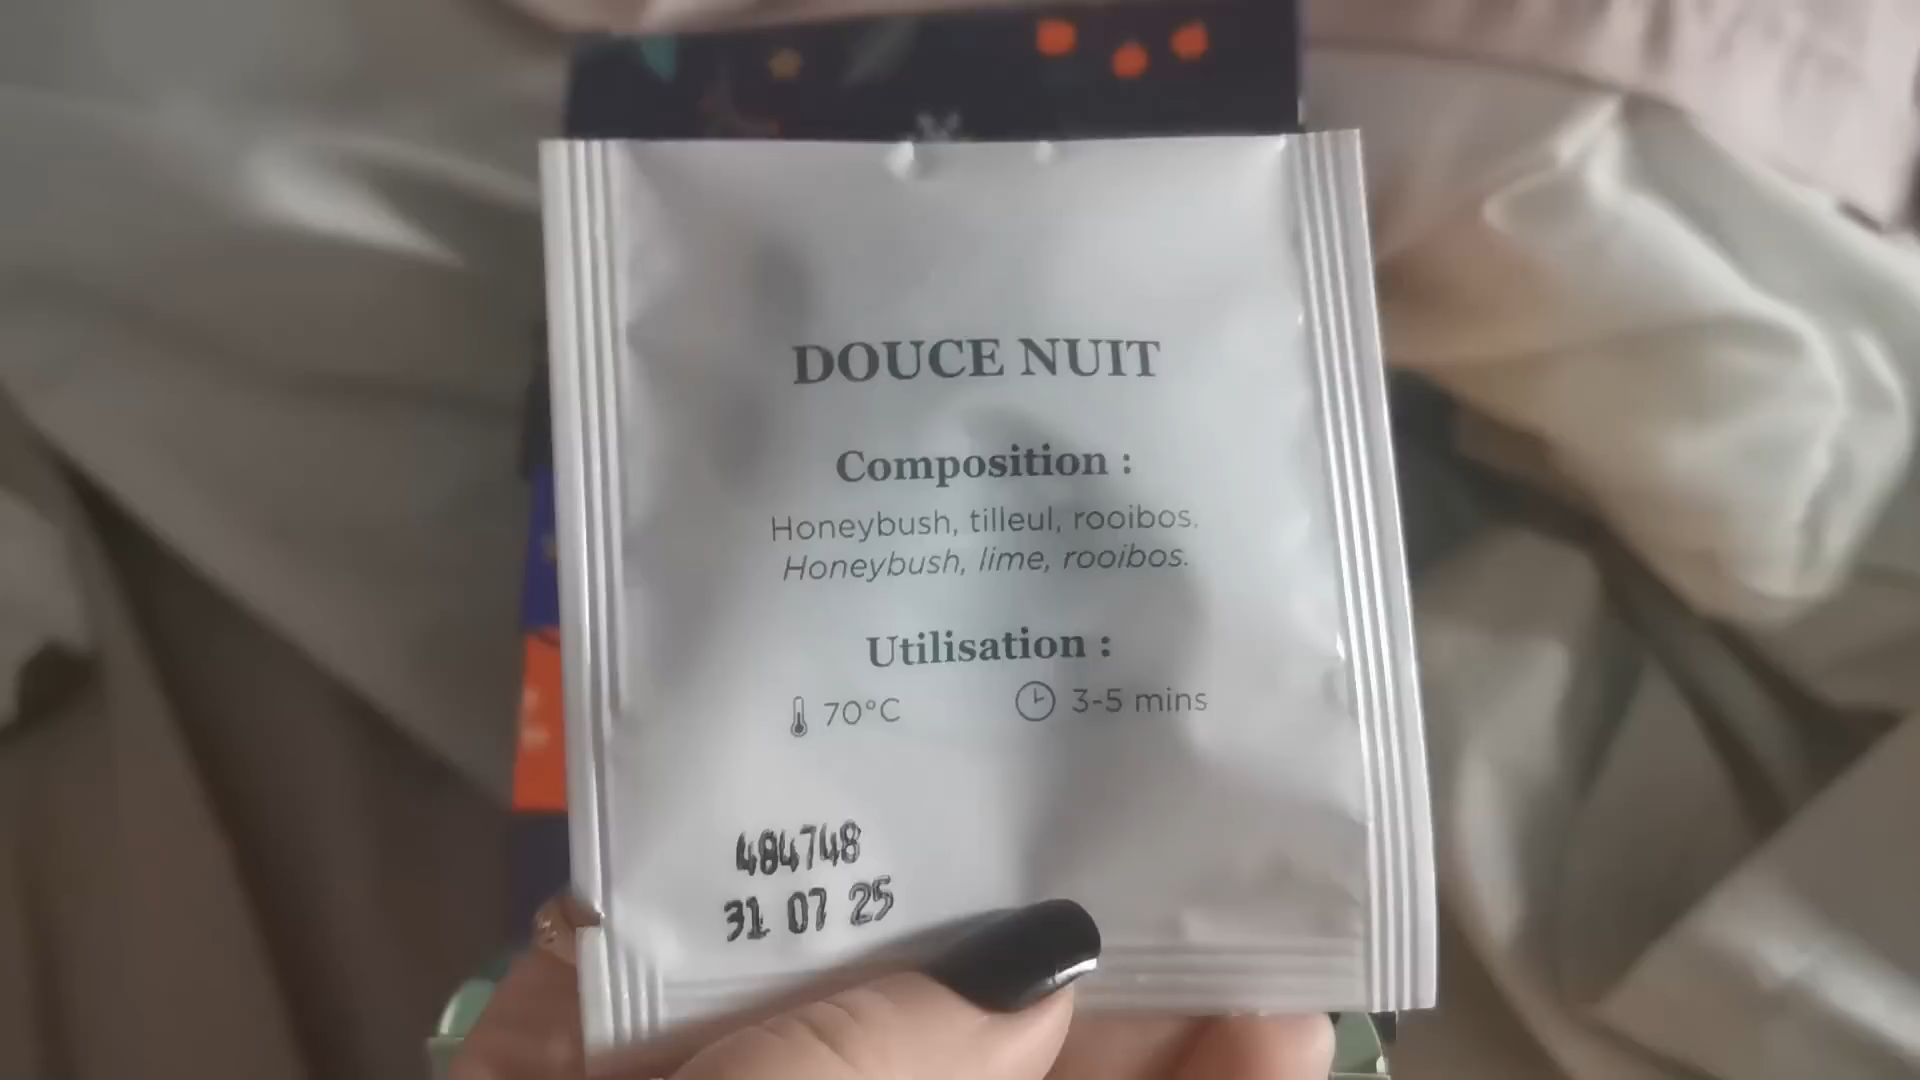 DOUCE NUIT
Composition :
Honeybush, tilleul, rooibos.
Honeybush, lime, rooibos.
Utilisation :
70°C
3-5 mins
484748
31 07 25